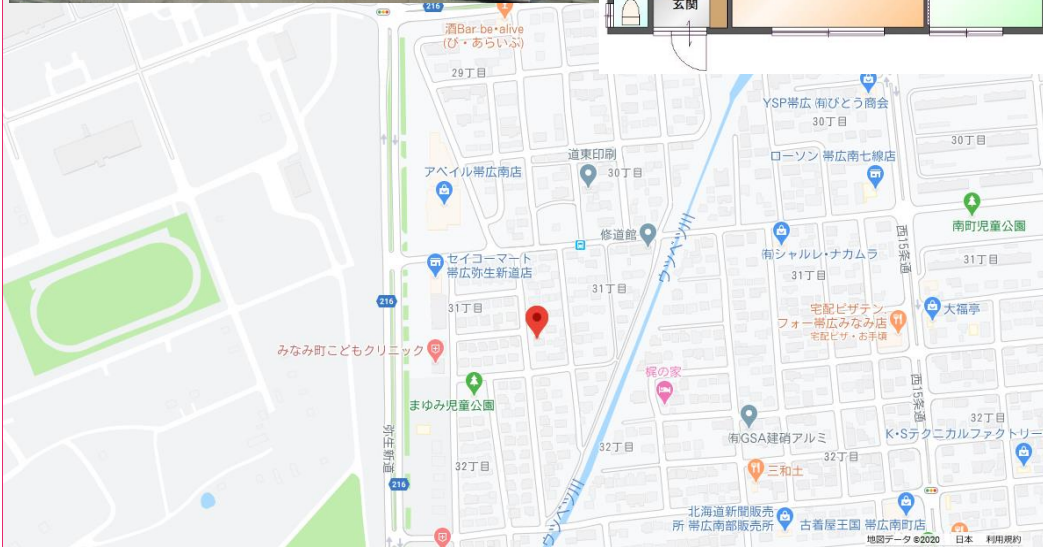 玄関
216
酒Bar be・alive
(び・あらいぶ)
29丁目
YSP帯広 ㈲びとう商会
30丁目
30丁目
道東印刷
30丁目
アベイル帯広南店
ローソン 帯広南七線店
南町児童公園
修道館
ウツベツ川
㈲シャルレ・ナカムラ
西15条通
31丁目
セイコーマート
帯広弥生新道店
31丁目
31丁目
216
31丁目
宅配ピザテン.
フォー帯広みなみ店
宅配ピザ・お手頃
大福亭
みなみ町こどもクリニック
梶の家
まゆみ児童公園
西15条通
32丁目
㈲GSA建硝アルミ
K・Sテクニカルファクトリー
弥生新道
32丁目
32丁目
32丁目
三和土
216
ウツベツ川
北海道新聞販売
所 帯広南部販売所
古着屋王国 帯広南町店
地図データ ©2020 日本 利用規約